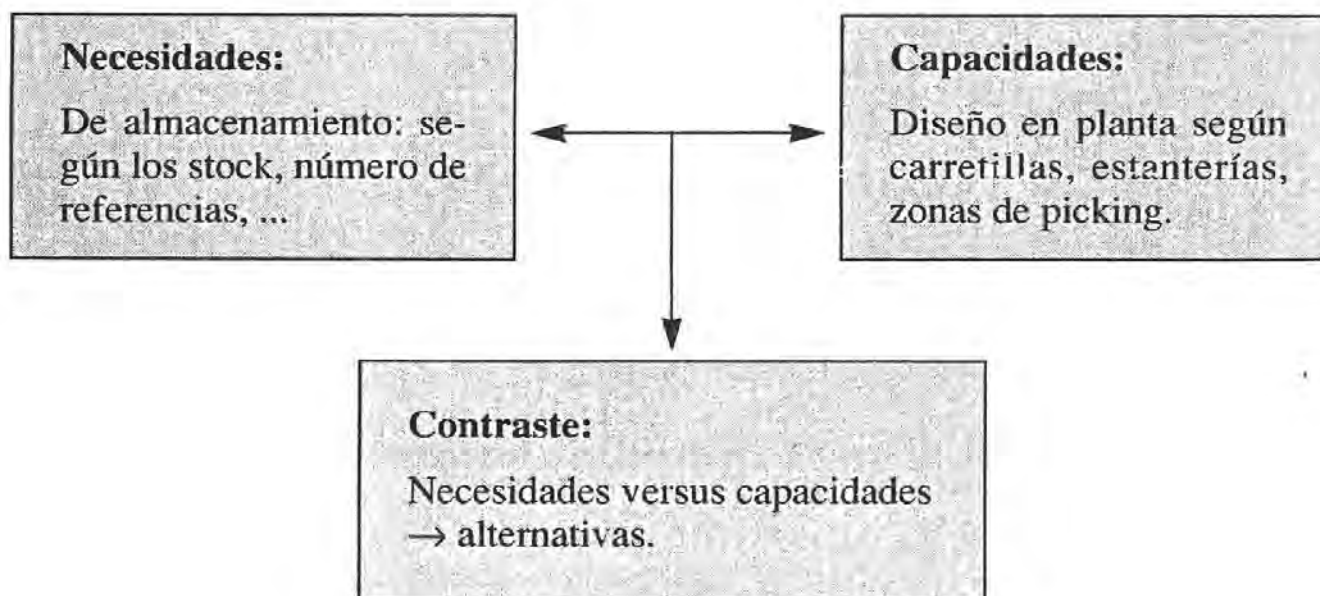 Necesidades:
De almacenamiento: se-
gún los stock, número de
referencias, ...
Capacidades:
Diseño en planta según
carretillas, estanterías,
zonas de picking.
Contraste:
Necesidades versus capacidades
→ alternativas.